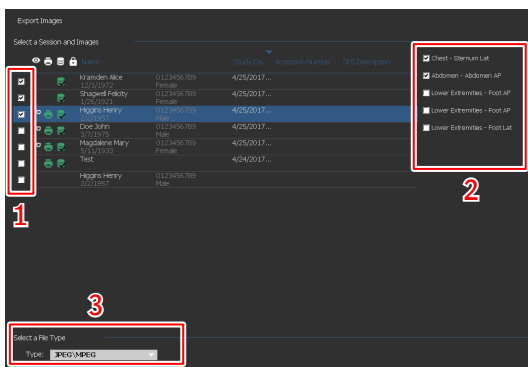 Export Images
Select a Session and Images
Name Study Da... Accession Number SPS Description
Kramden Alice 0123456789 4/25/2017...
12/1/1972 Female
Shagwell Felicity 0123456789 4/25/2017...
1/26/1921 Female
Higgins Henry 0123456789 4/25/2017...
2/2/1957 Male
Doe John 0123456789 4/25/2017...
3/7/1975 Male
Magdalene Mary 0123456789 4/25/2017...
5/11/1933 Female
Test 4/24/2017...
Higgins Henry 0123456789
2/2/1957 Male
Chest - Sternum Lat
Abdomen - Abdomen AP
Lower Extremities - Foot AP
Lower Extremities - Foot AP
Lower Extremities - Foot Lat
1
2
3
Select a File Type
Type: JPEG\MPEG